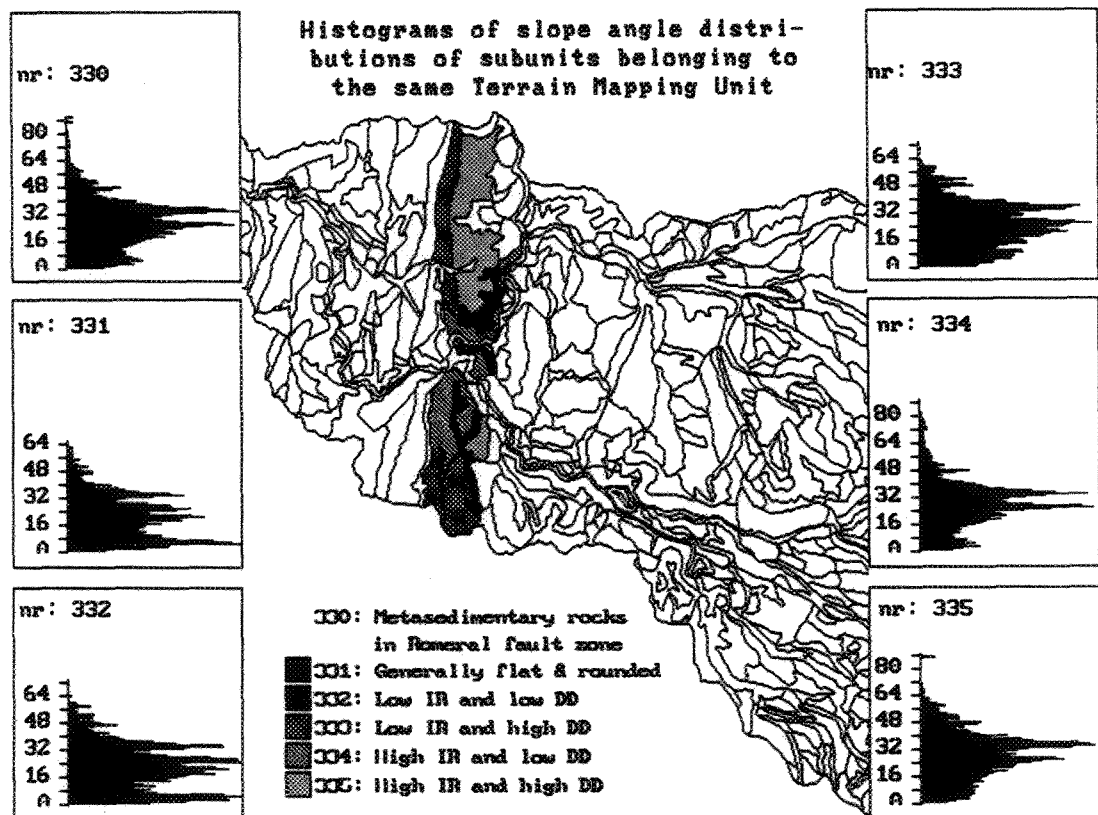 Histograms of slope angle distri-
butions of subunits belonging to
the same Terrain Mapping Unit
nr: 330
80
64
48
32
16
0
nr: 331
64
48
32
16
0
nr: 332
64
48
32
16
0
330: Metasedimentary rocks
in Romeral fault zone
331: Generally flat & rounded
332: Low IR and low DD
333: Low IR and high DD
334: High IR and low DD
335: High IR and high DD
nr: 333
64
48
32
16
0
nr: 334
80
64
48
32
16
0
nr: 335
80
64
48
32
16
0